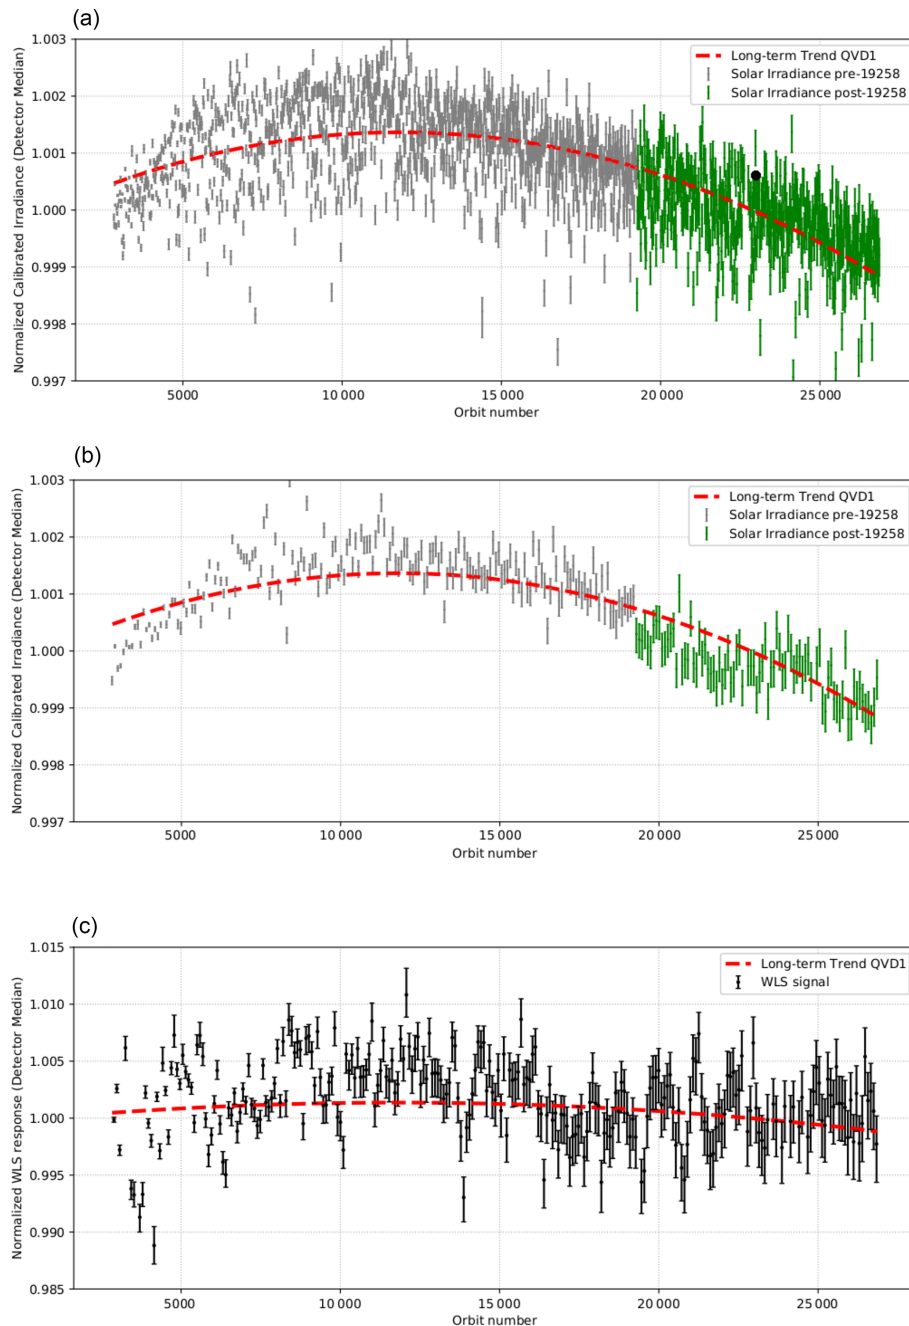 (a)
1.003
1.002
1.001
1.000
0.999
0.998
0.997
Normalized Calibrated Irradiance (Detector Median)
Long-term Trend QVD1
Solar Irradiance pre-19258
Solar Irradiance post-19258
5000 10 000 15 000 20 000 25 000
Orbit number
(b)
1.003
1.002
1.001
1.000
0.999
0.998
0.997
Normalized Calibrated Irradiance (Detector Median)
Long-term Trend QVD1
Solar Irradiance pre-19258
Solar Irradiance post-19258
5000 10 000 15 000 20 000 25 000
Orbit number
(c)
1.015
1.010
1.005
1.000
0.995
0.990
0.985
Normalized WLS response (Detector Median)
Long-term Trend QVD1
WLS signal
5000 10 000 15 000 20 000 25 000
Orbit number